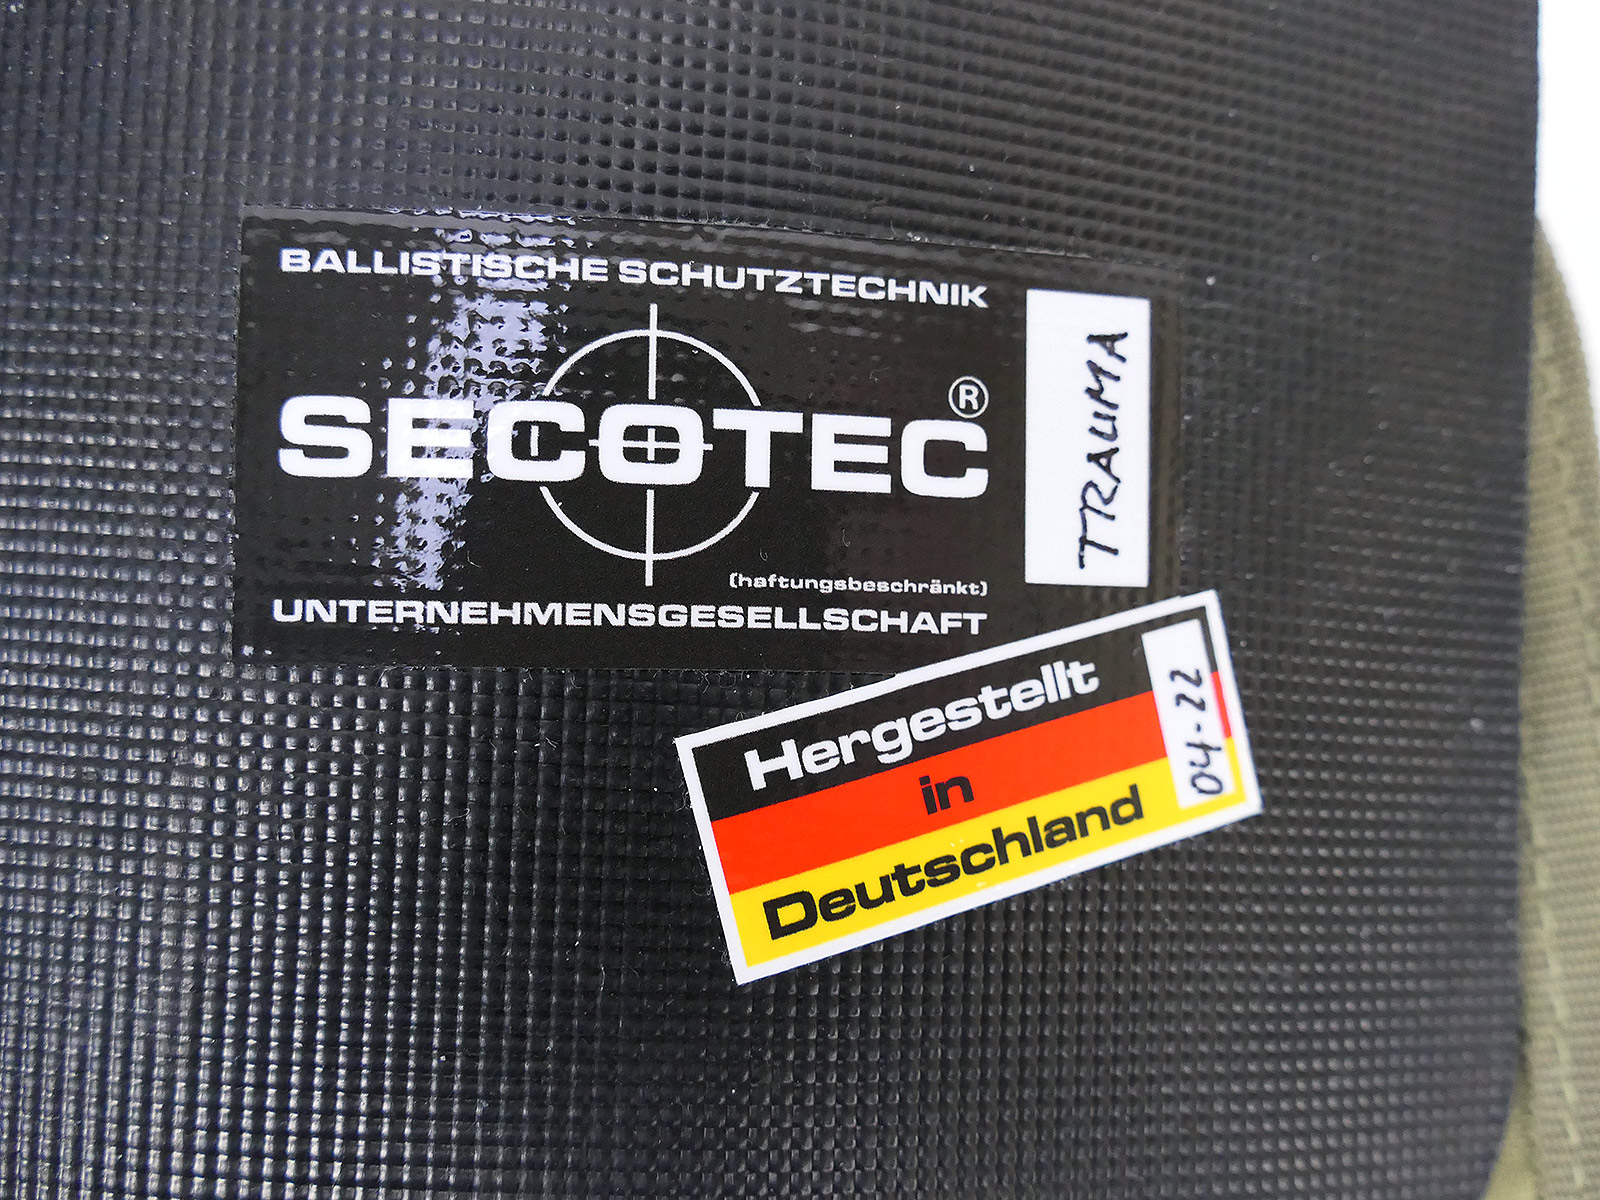 BALLISTISCHE SCHUTZTECHNIK
SECOTEC®
(haftungsbeschränkt)
UNTERNEHMENSGESELLSCHAFT
TRAUMA
Hergestellt
in
Deutschland
04-22